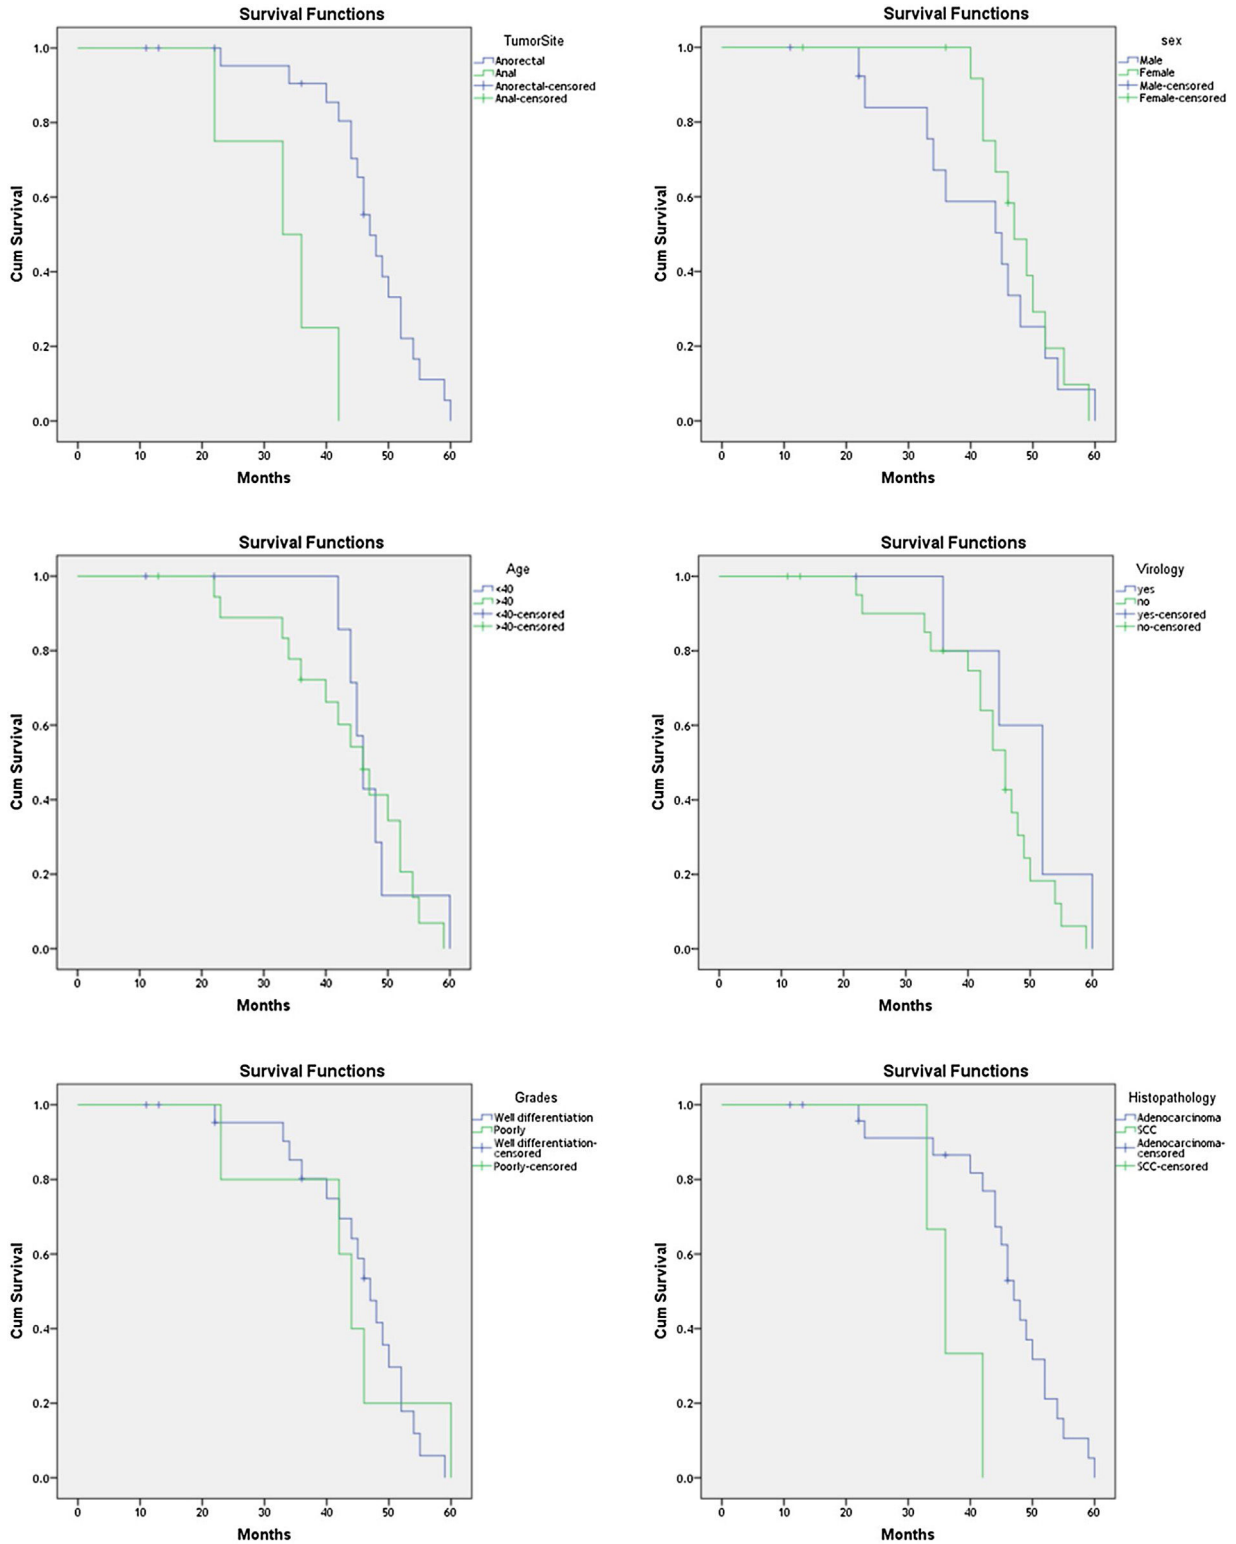 Survival Functions
TumorSite
Anorectal
Anal
Anorectal-censored
Anal-censored
Cum Survival
1.0
0.8
0.6
0.4
0.2
0.0
0 10 20 30 40 50 60
Months
Survival Functions
sex
Male
Female
Male-censored
Female-censored
Cum Survival
1.0
0.8
0.6
0.4
0.2
0.0
0 10 20 30 40 50 60
Months
Survival Functions
Age
<40
>40
<40-censored
>40-censored
Cum Survival
1.0
0.8
0.6
0.4
0.2
0.0
0 10 20 30 40 50 60
Months
Survival Functions
Virology
yes
no
yes-censored
no-censored
Cum Survival
1.0
0.8
0.6
0.4
0.2
0.0
0 10 20 30 40 50 60
Months
Survival Functions
Grades
Well differentiation
Poorly
Well differentiation-
censored
Poorly-censored
Cum Survival
1.0
0.8
0.6
0.4
0.2
0.0
0 10 20 30 40 50 60
Months
Survival Functions
Histopathology
Adenocarcinoma
SCC
Adenocarcinoma-
censored
SCC-censored
Cum Survival
1.0
0.8
0.6
0.4
0.2
0.0
0 10 20 30 40 50 60
Months